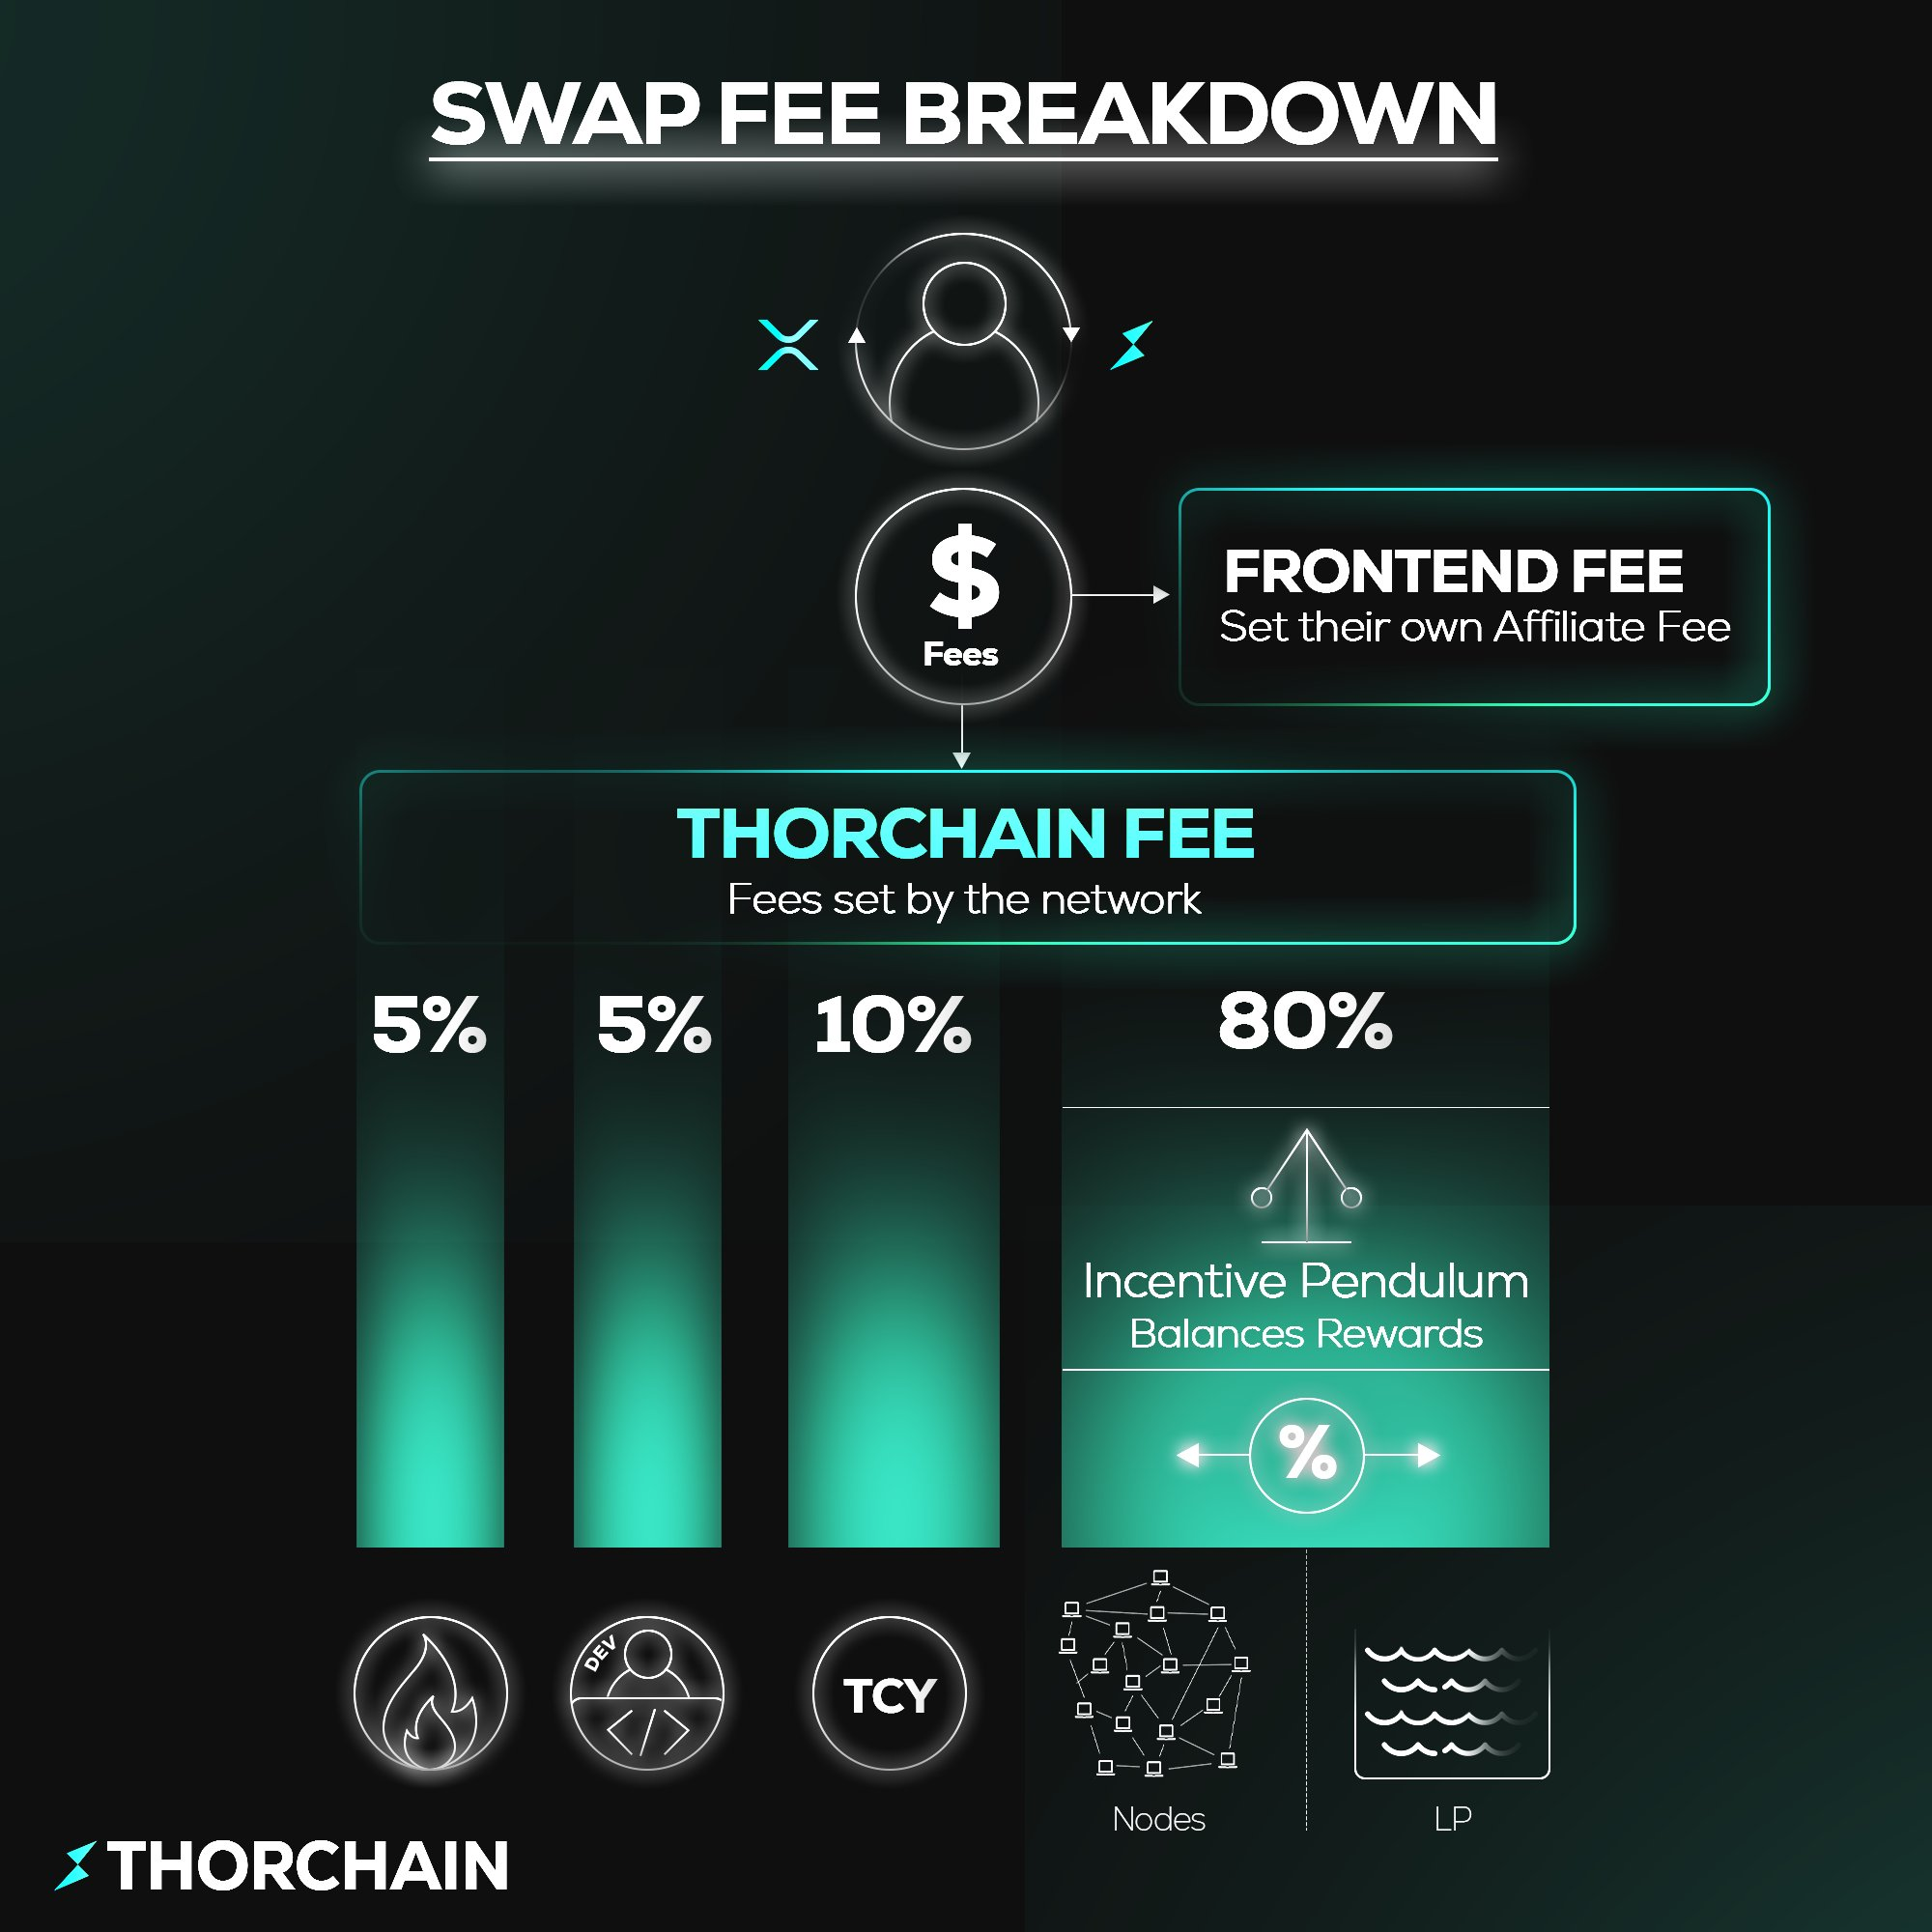 SWAP FEE BREAKDOWN
$
Fees
FRONTEND FEE
Set their own Affiliate Fee
THORCHAIN FEE
Fees set by the network
5%
5%
10%
80%
Incentive Pendulum
Balances Rewards
%
DEV
</>
TCY
Nodes
LP
THORCHAIN